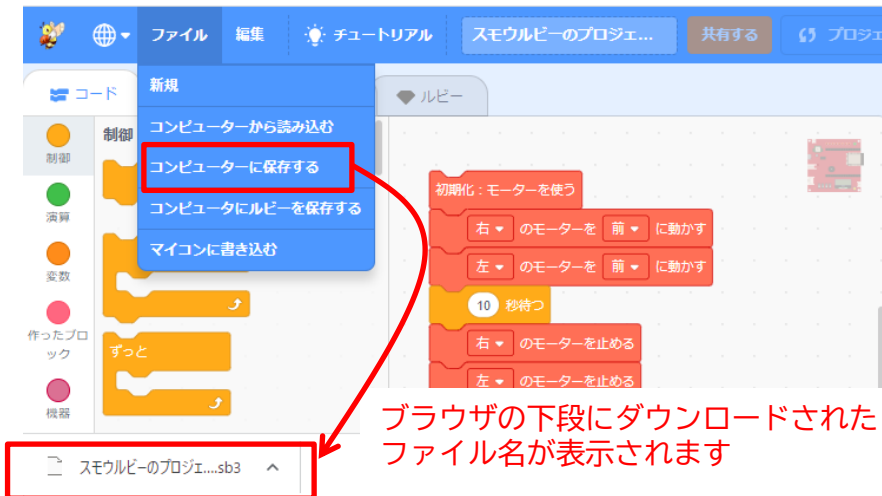 ファイル 編集 チュートリアル スモウルビーのプロジェ... 共有する プロジェ
コード
ルビー
新規
コンピューターから読み込む
コンピューターに保存する
コンピュータにルビーを保存する
マイコンに書き込む
制御
制御
演算
変数
作ったブロ
ック
機器
ずっと
初期化：モーターを使う
右 のモーターを 前 に動かす
左 のモーターを 前 に動かす
10 秒待つ
右 のモーターを止める
左 のモーターを止める
ブラウザの下段にダウンロードされた
ファイル名が表示されます
スモウルビーのプロジェ....sb3